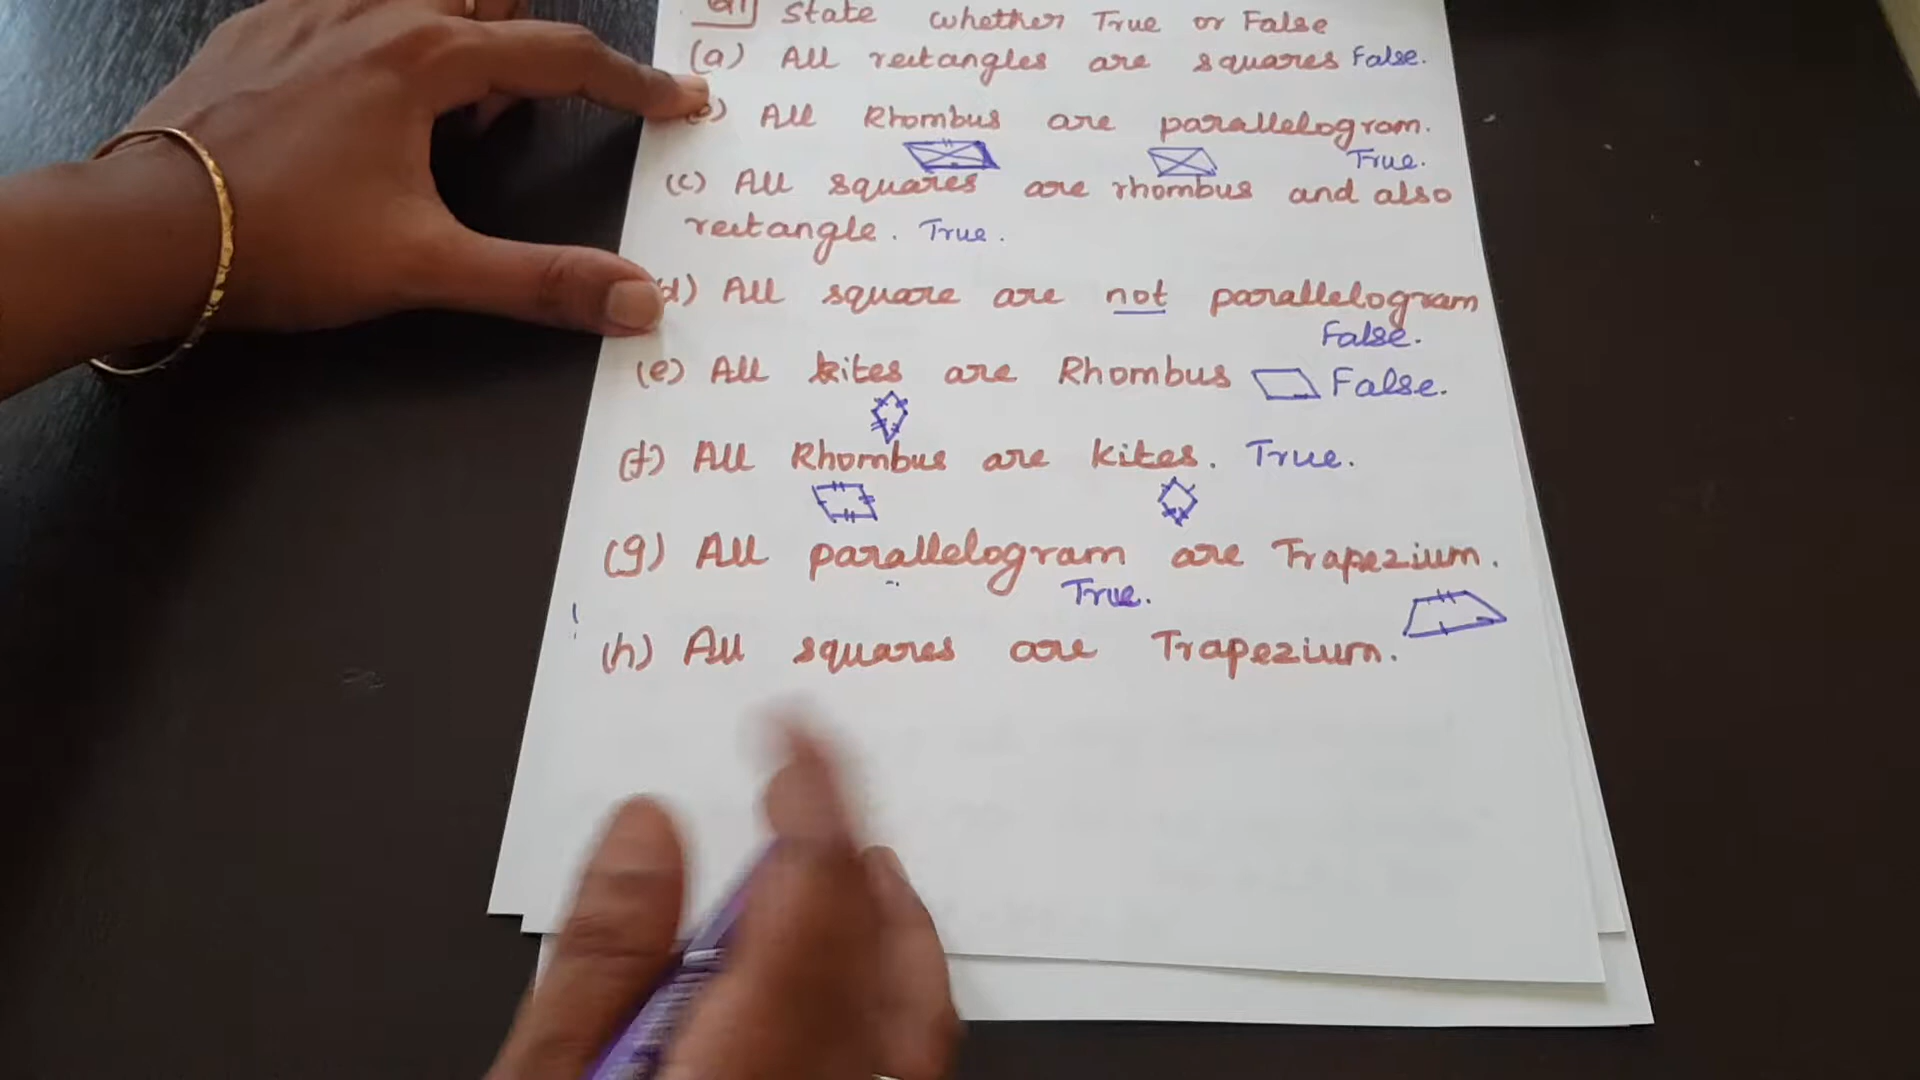 Q1) State whether True or False
(a) All rectangles are squares False.
(b) All Rhombus are parallelogram.
True.
(c) All squares are rhombus and also
rectangle. True.
(d) All square are not parallelogram
False.
(e) All kites are Rhombus False.
(f) All Rhombus are kites. True.
(g) All parallelogram are Trapezium.
True.
(h) All squares are Trapezium.